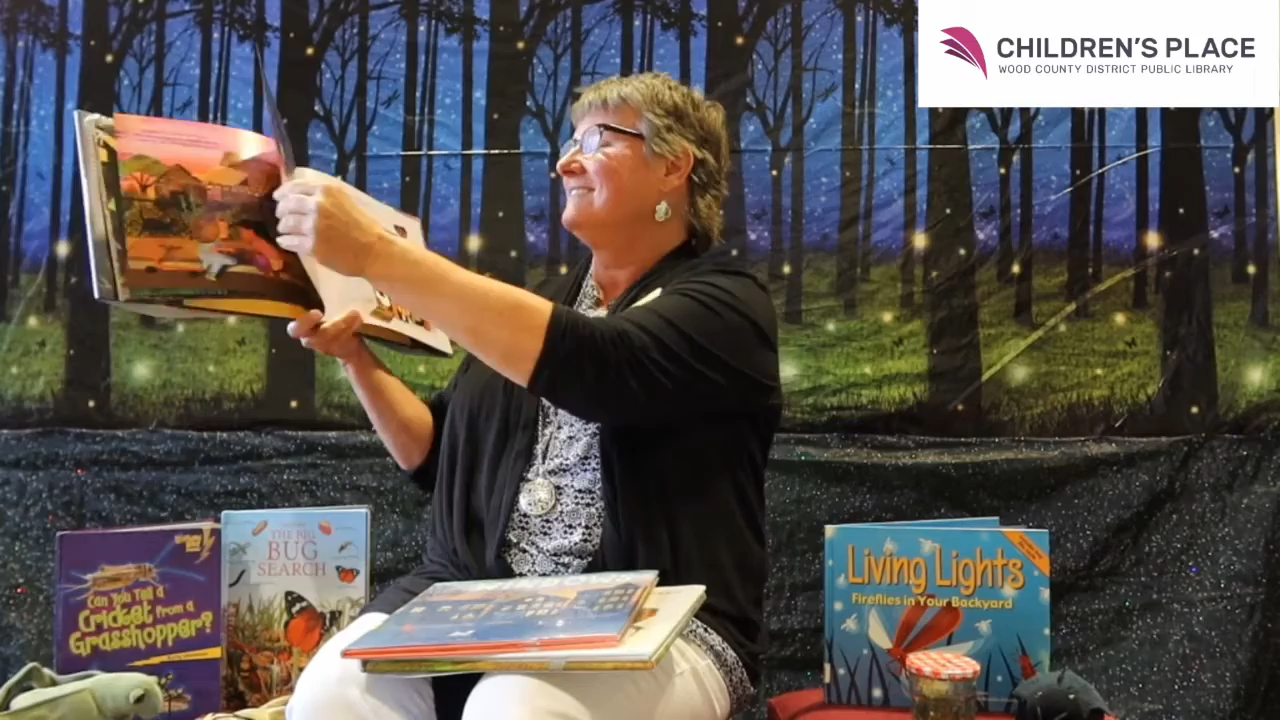 CHILDREN'S PLACE
WOOD COUNTY DISTRICT PUBLIC LIBRARY
Can You Tell a
Cricket from a
Grasshopper?
THE BIG
BUG
SEARCH
Living Lights
Fireflies in Your Backyard